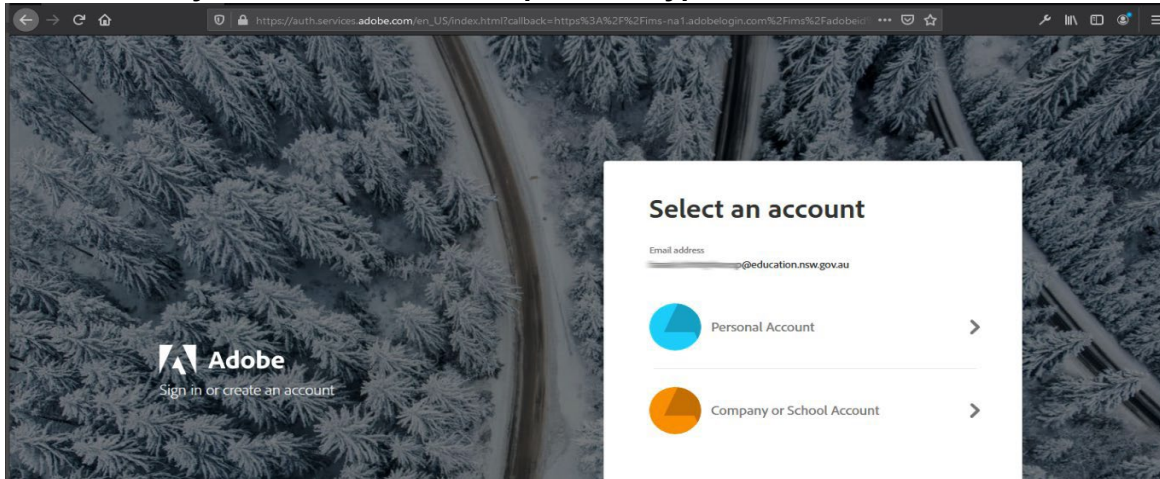 https://auth.services.adobe.com/en_US/index.html?callback=https%3A%2F%2Fims-na1.adobelogin.com%2Fims%2Fadobeid
Select an account
Email address
p@education.nsw.gov.au
Personal Account
Adobe
Sign in or create an account
Company or School Account